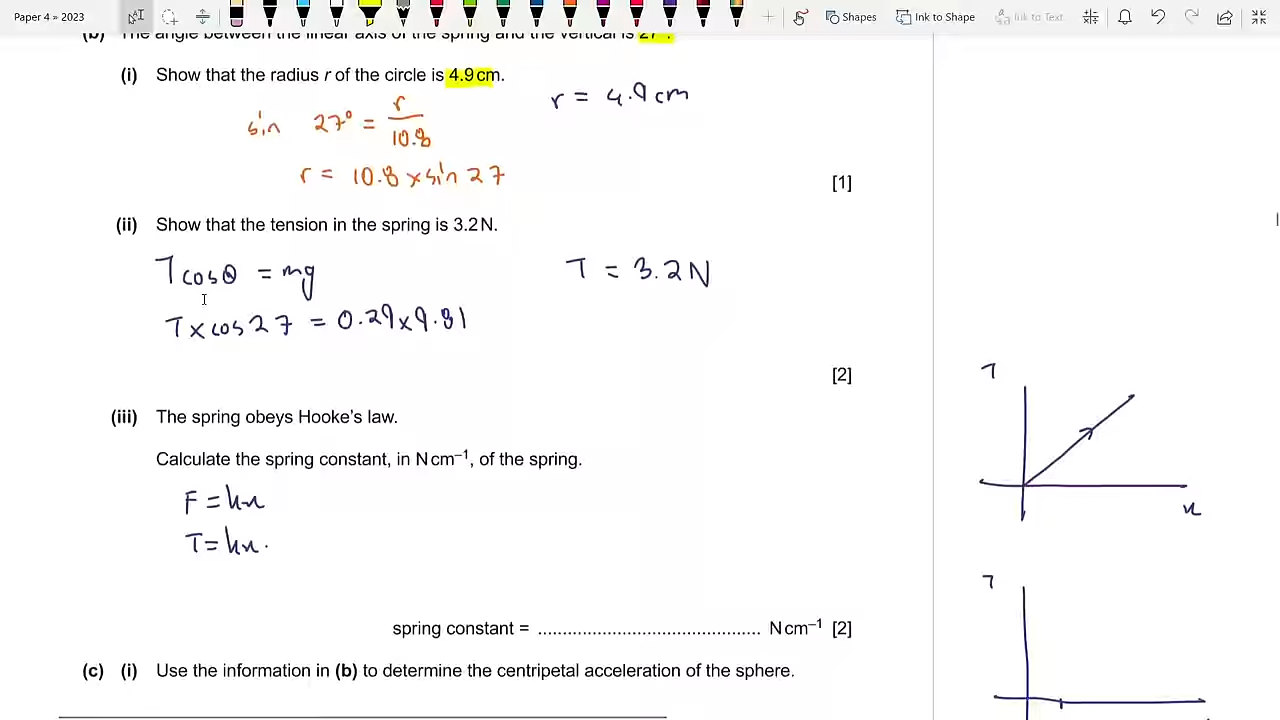 Paper 4 » 2023
Shapes
Ink to Shape
Ink to Text
(b) The angle between the linear axis of the spring and the vertical is 27°.
(i) Show that the radius r of the circle is 4.9 cm.
r = 4.9 cm
sin 27° = r / 10.8
r = 10.8 × sin 27
[1]
(ii) Show that the tension in the spring is 3.2 N.
T cos θ = mg
T = 3.2 N
T × cos 27 = 0.29 × 9.81
[2]
T
(iii) The spring obeys Hooke's law.
Calculate the spring constant, in N cm⁻¹, of the spring.
F = kx
x
T = kx.
T
spring constant = ............................................. N cm⁻¹ [2]
(c) (i) Use the information in (b) to determine the centripetal acceleration of the sphere.